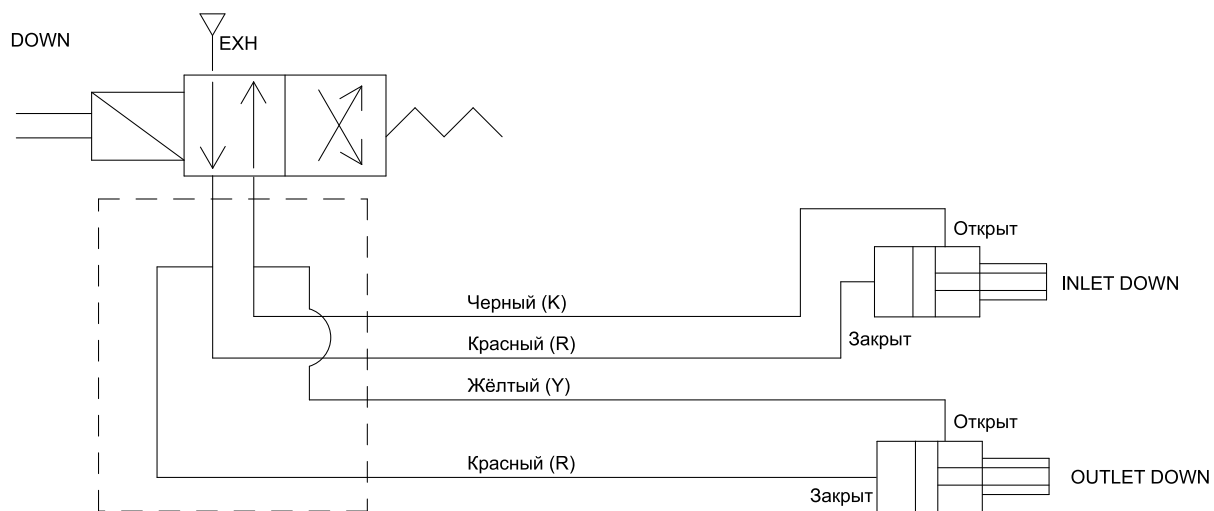 DOWN
EXH
Открыт
INLET DOWN
Черный (K)
Закрыт
Красный (R)
Жёлтый (Y)
Открыт
Красный (R)
OUTLET DOWN
Закрыт